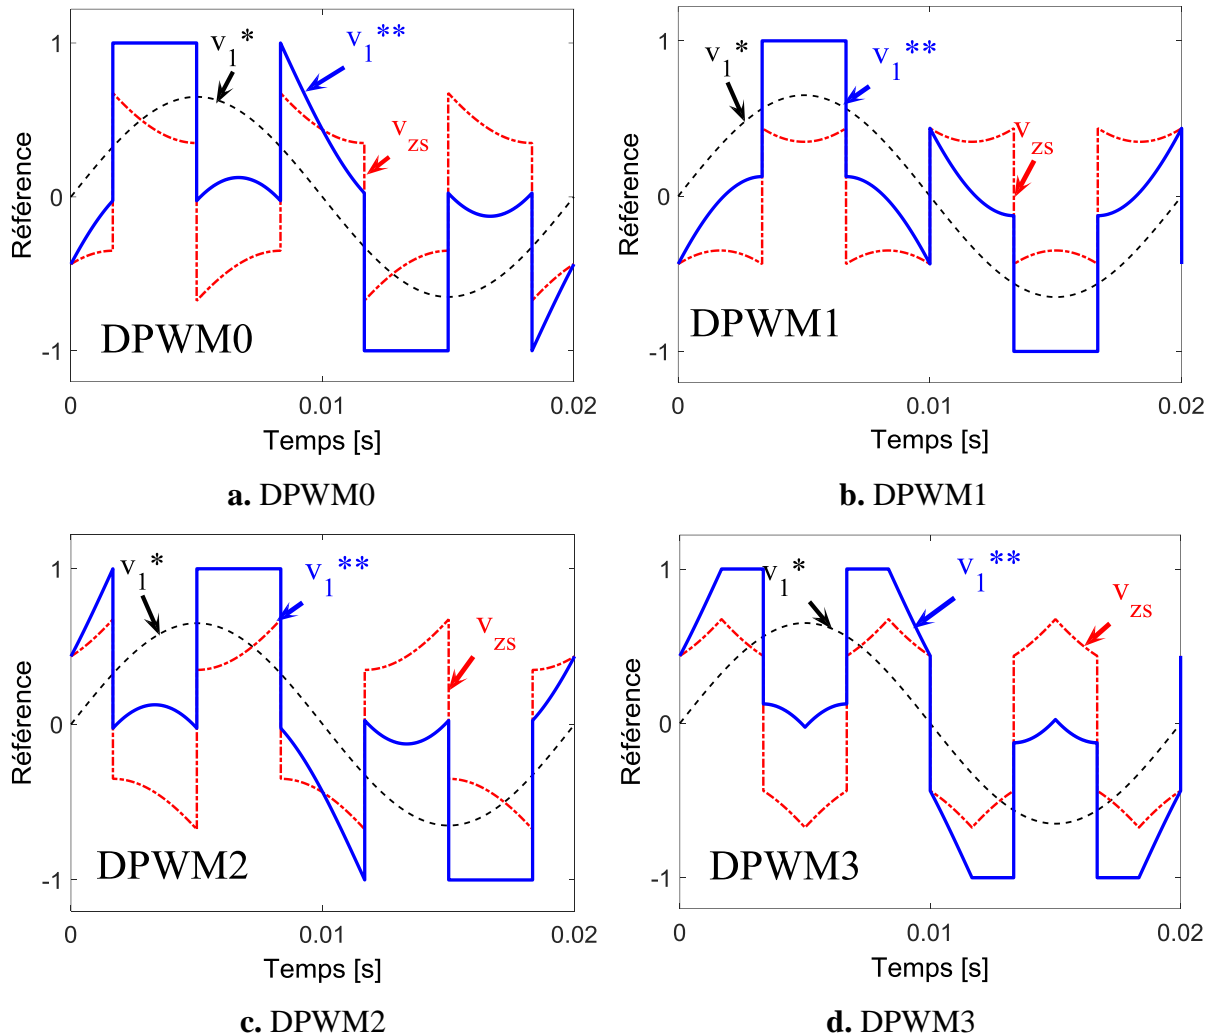 v1* v1**
1
vzs
0
-1
Référence
DPWM0
0 0.01 0.02
Temps [s]
a. DPWM0
v1* v1**
1
vzs
0
-1
Référence
DPWM1
0 0.01 0.02
Temps [s]
b. DPWM1
v1* v1**
1
vzs
0
-1
Référence
DPWM2
0 0.01 0.02
Temps [s]
c. DPWM2
v1* v1**
1
vzs
0
-1
Référence
DPWM3
0 0.01 0.02
Temps [s]
d. DPWM3